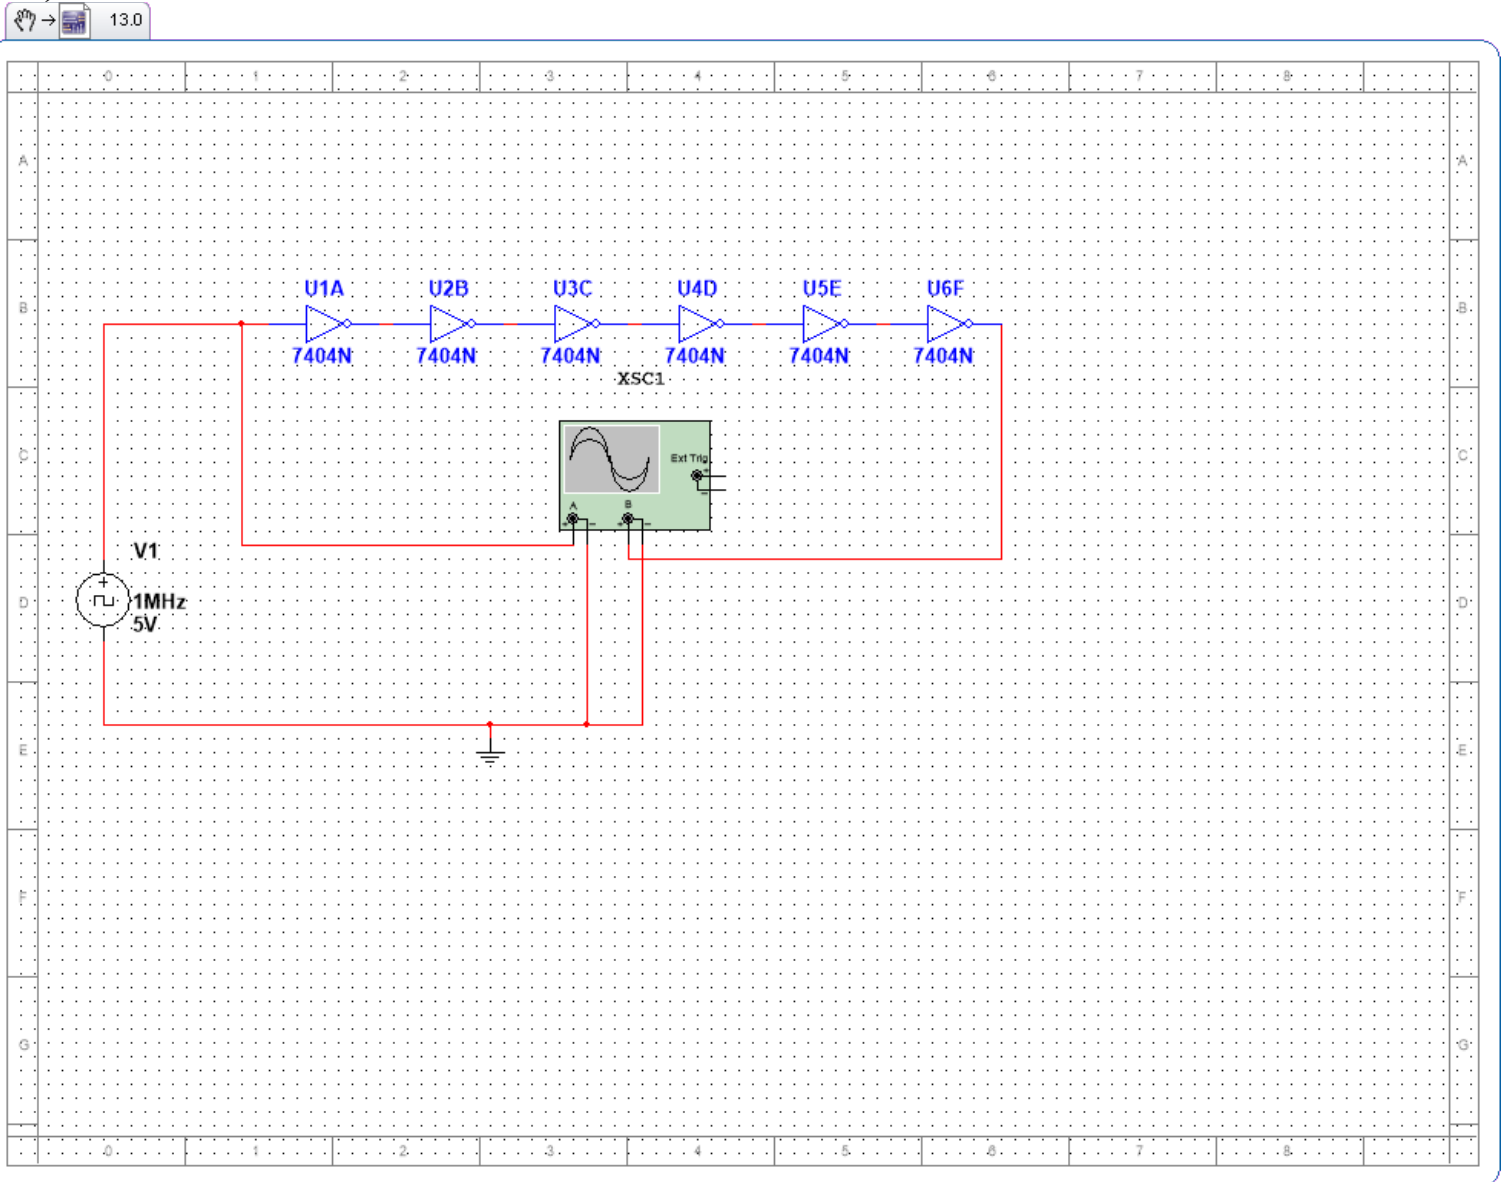 13.0
0 1 2 3 4 5 6 7 8
A A
U1A U2B U3C U4D U5E U6F
B B
7404N 7404N 7404N 7404N 7404N 7404N
XSC1
C C
Ext Trig
+
−
A B
+ − + −
V1
+
D 1MHz D
5V
E E
F F
G G
0 1 2 3 4 5 6 7 8